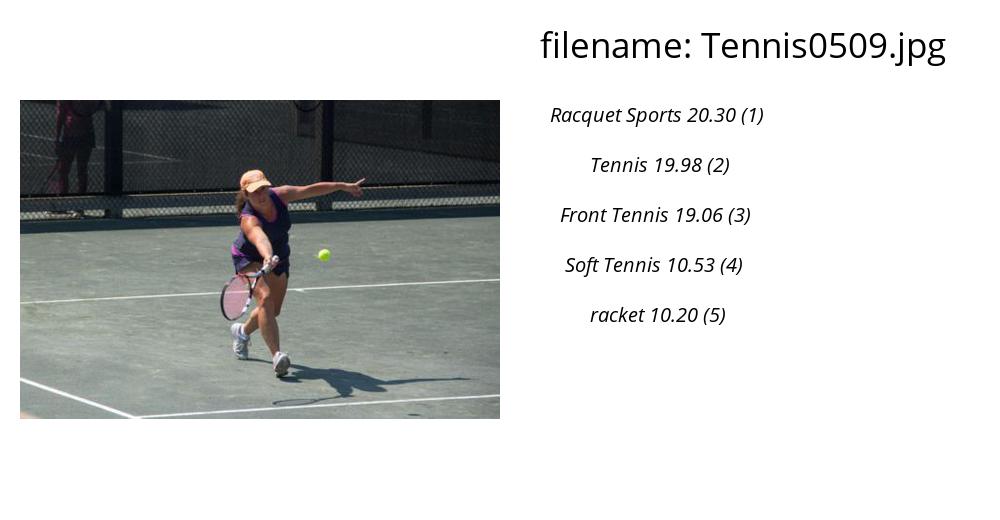 filename: Tennis0509.jpg
Racquet Sports 20.30 (1)
Tennis 19.98 (2)
Front Tennis 19.06 (3)
Soft Tennis 10.53 (4)
racket 10.20 (5)